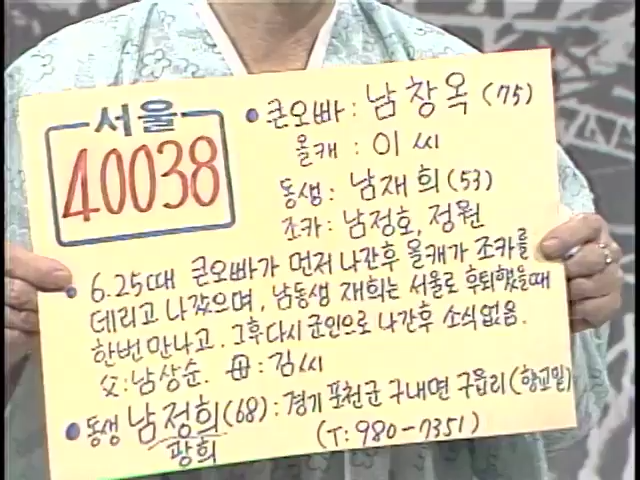 서울
40038
● 큰오빠 : 남창옥 (75)
올캐 : 이씨
동생 : 남재희 (53)
조카 : 남정호, 정원
● 6.25때 큰오빠가 먼저 나간후 올캐가 조카를
데리고 나갔으며, 남동생 재희는 서울로 후퇴했을때
한번 만나고. 그후 다시 군인으로 나간후 소식없음.
父 : 남상순. 母 : 김씨
● 동생 남정희 (68) : 경기 포천군 구내면 구읍리 (향교밑)
광희 (T : 980-7351)